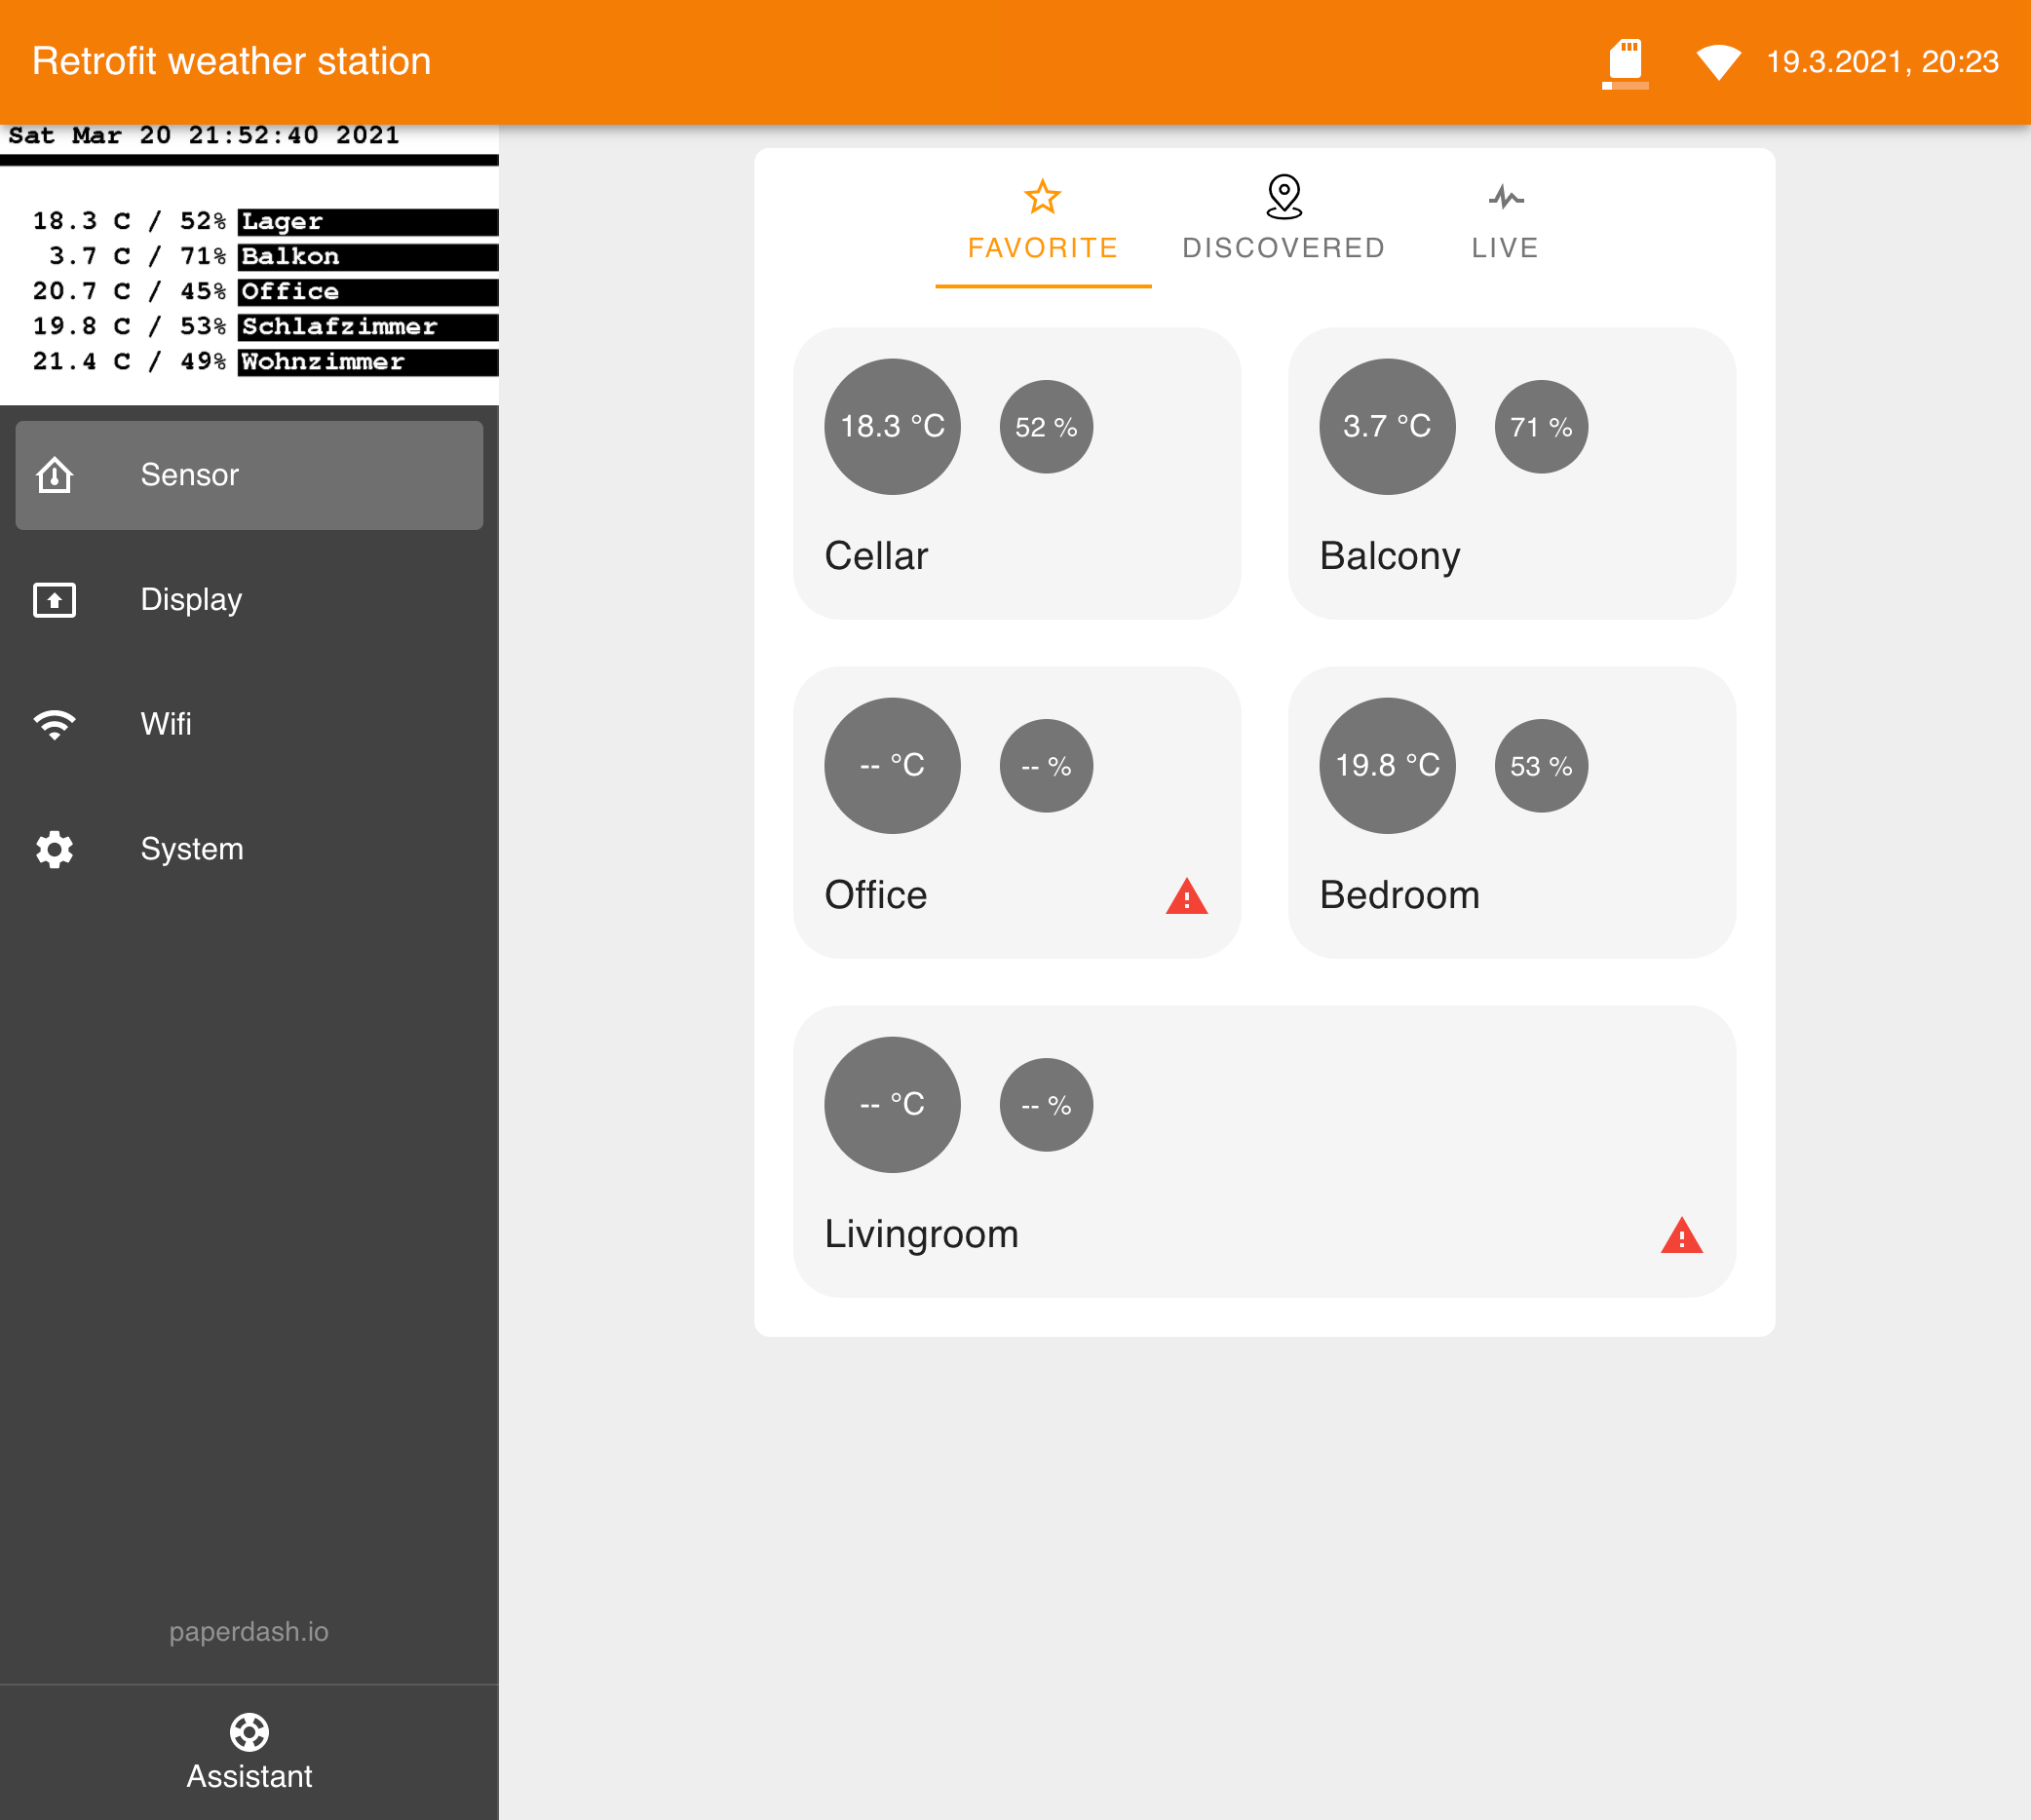 Retrofit weather station
19.3.2021, 20:23
Sat Mar 20 21:52:40 2021
18.3 C / 52% Lager
3.7 C / 71% Balkon
20.7 C / 45% Office
19.8 C / 53% Schlafzimmer
21.4 C / 49% Wohnzimmer
Sensor
Display
Wifi
System
paperdash.io
Assistant
FAVORITE
DISCOVERED
LIVE
18.3 °C
52 %
Cellar
3.7 °C
71 %
Balcony
-- °C
-- %
Office
19.8 °C
53 %
Bedroom
-- °C
-- %
Livingroom